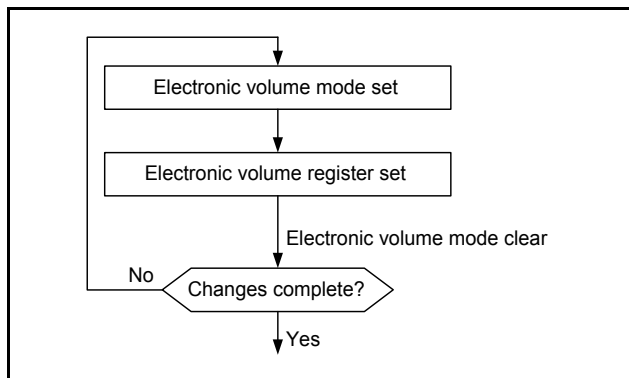 Electronic volume mode set
Electronic volume register set
Electronic volume mode clear
No
Changes complete?
Yes